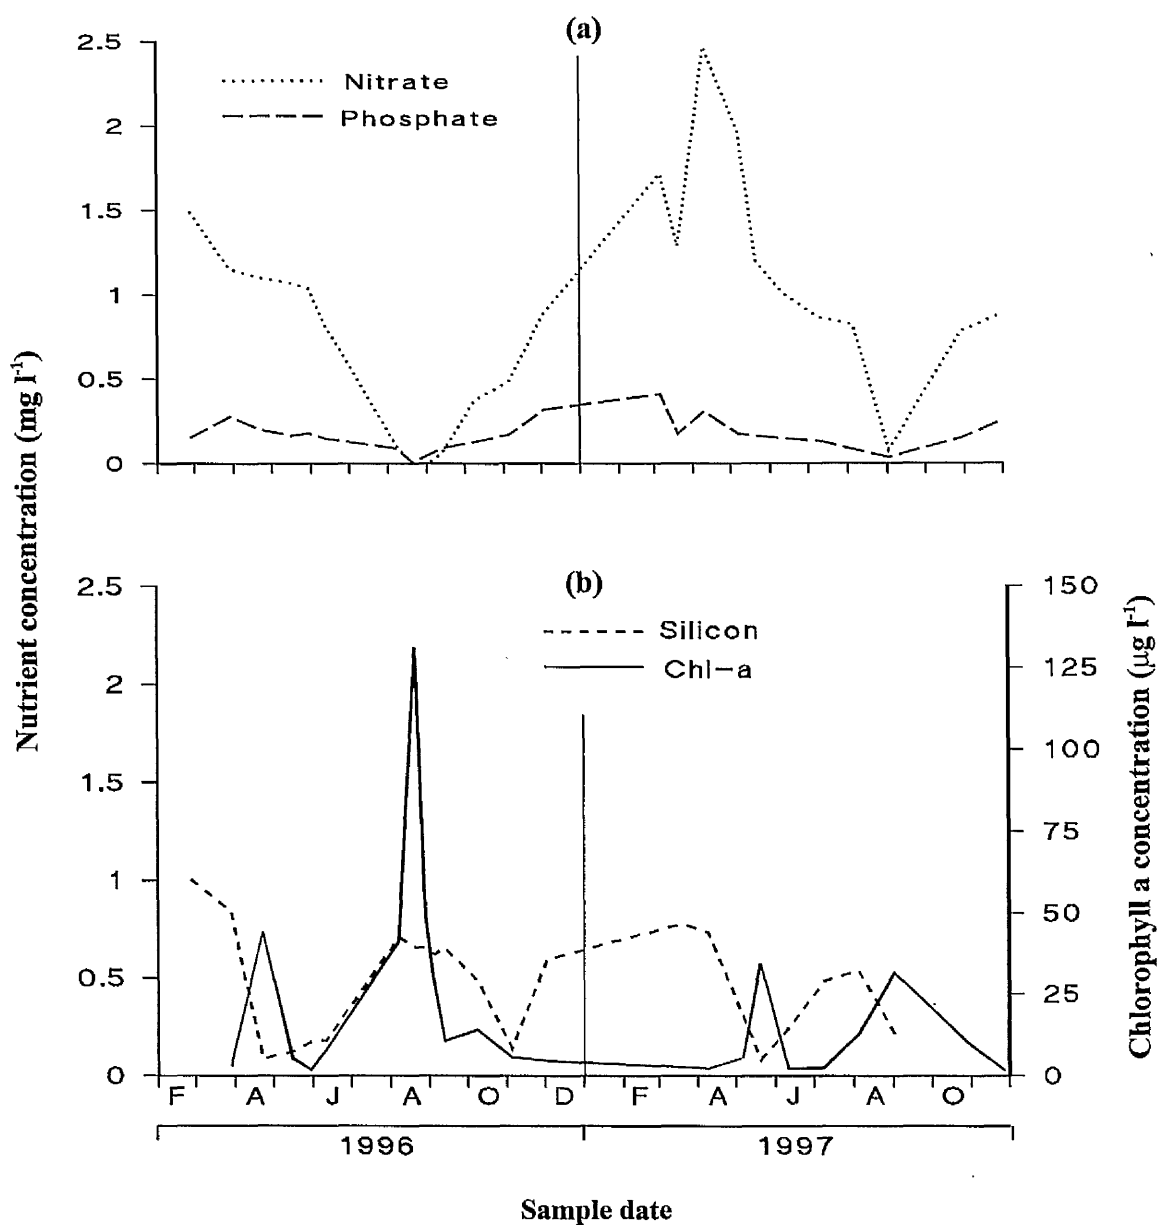 (a)
2.5
2
1.5
1
0.5
0
Nitrate
Phosphate
Nutrient concentration (mg l⁻¹)
(b)
2.5
2
1.5
1
0.5
0
Silicon
Chl-a
150
125
100
75
50
25
0
Chlorophyll a concentration (µg l⁻¹)
F A J A O D F A J A O
1996 1997
Sample date